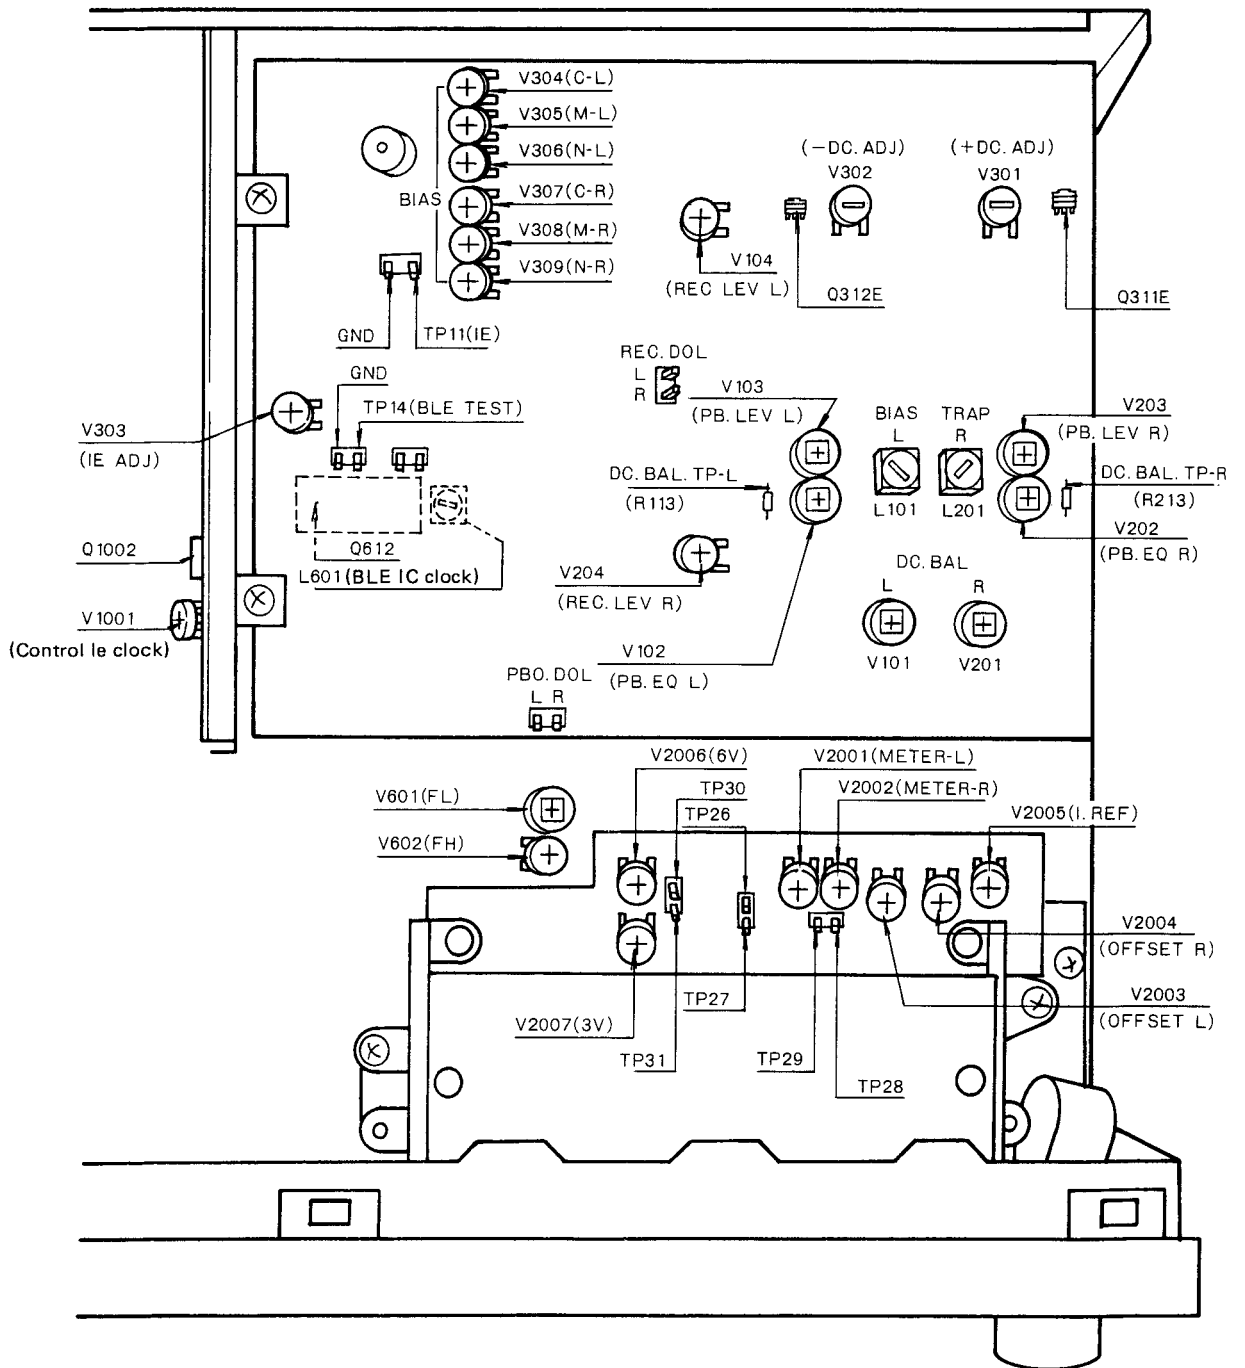 V304(C-L)
V305(M-L)
V306(N-L)
BIAS
V307(C-R)
V308(M-R)
V309(N-R)
(−DC. ADJ)
V302
(+DC. ADJ)
V301
V104
(REC LEV L)
Q312E
Q311E
GND
TP11(IE)
REC. DOL
L
R
GND
TP14(BLE TEST)
V103
(PB. LEV L)
BIAS TRAP
L R
V203
(PB. LEV R)
V303
(IE ADJ)
DC. BAL. TP-L
(R113)
L101 L201
DC. BAL. TP-R
(R213)
V202
(PB. EQ R)
Q1002
Q612
L601(BLE IC clock)
V204
(REC. LEV R)
DC. BAL
L R
V1001
(Control Ie clock)
V102
(PB. EQ L)
V101 V201
PBO. DOL
L R
V2006(6V)
V2001(METER-L)
V601(FL)
TP30
V2002(METER-R)
TP26
V2005(I. REF)
V602(FH)
V2004
(OFFSET R)
TP27
V2003
(OFFSET L)
V2007(3V)
TP31
TP29
TP28